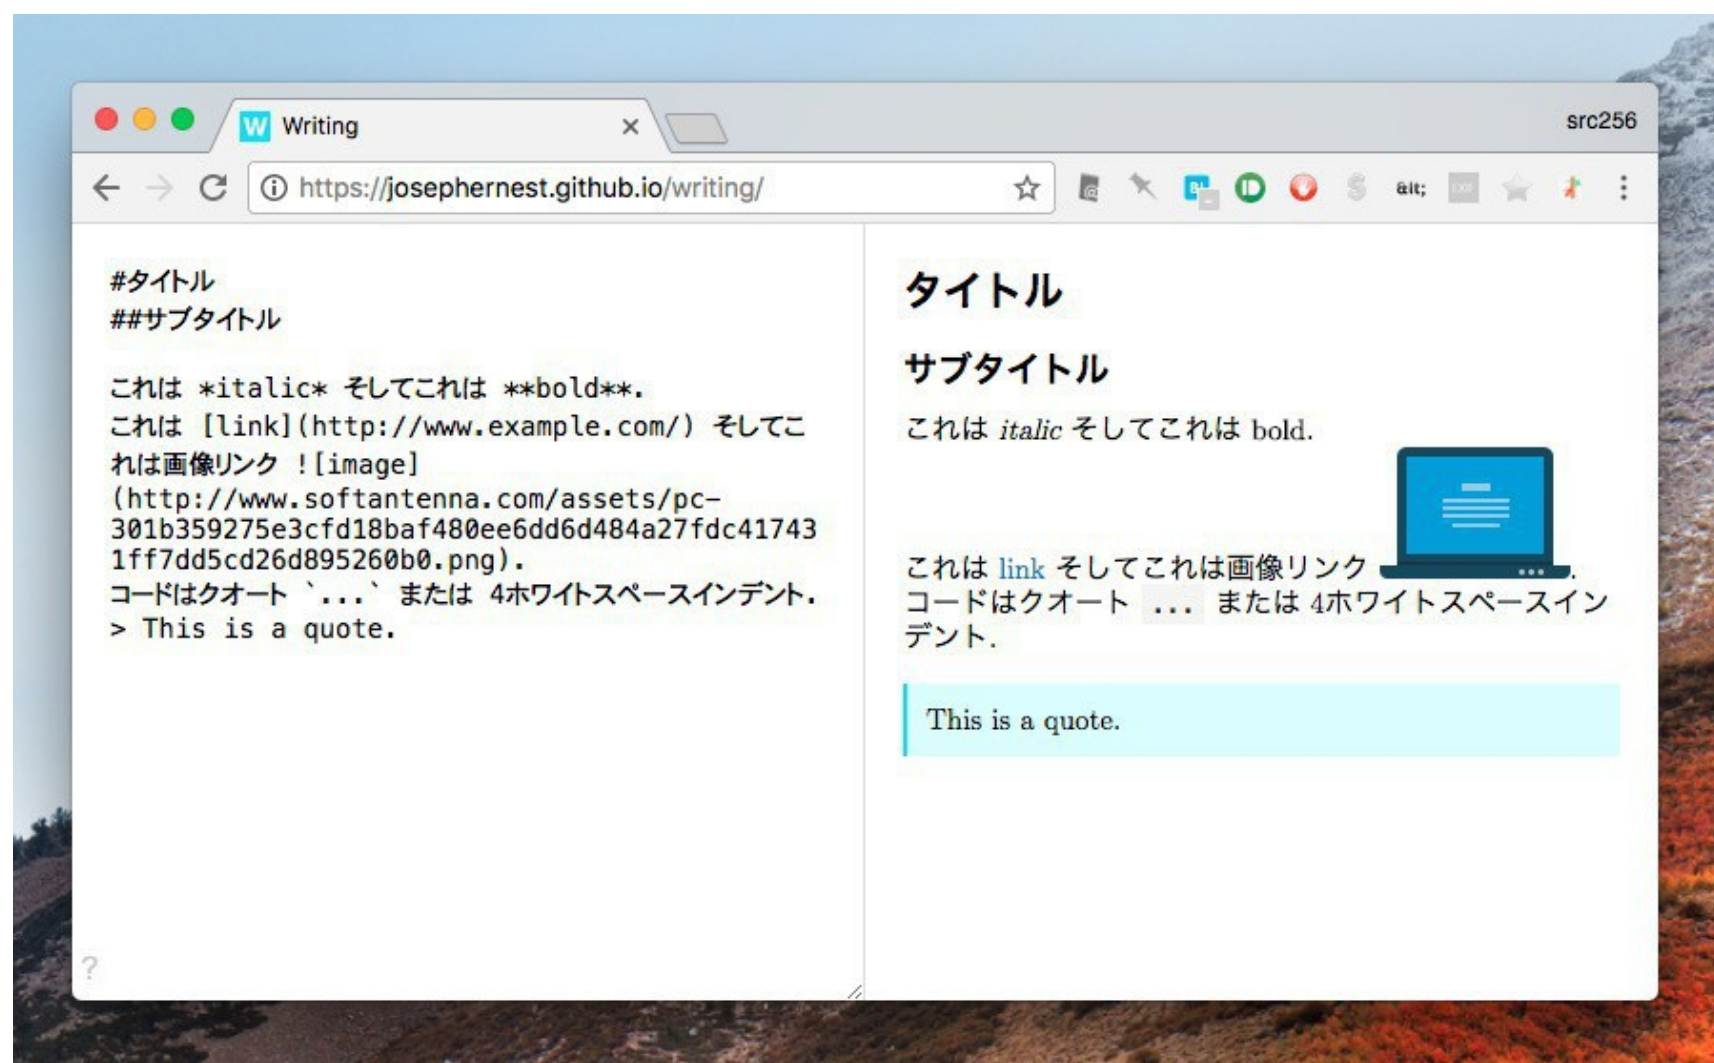 W Writing
src256
https://josephernest.github.io/writing/
&lt;
#タイトル
##サブタイトル
これは *italic* そしてこれは **bold**.
これは [link](http://www.example.com/) そしてこ
れは画像リンク ![image]
(http://www.softantenna.com/assets/pc-
301b359275e3cfd18baf480ee6dd6d484a27fdc41743
1ff7dd5cd26d895260b0.png).
コードはクオート `...` または 4ホワイトスペースインデント.
> This is a quote.
?
タイトル
サブタイトル
これは italic そしてこれは bold.
これは link そしてこれは画像リンク .
コードはクオート ... または 4ホワイトスペースイン
デント.
This is a quote.